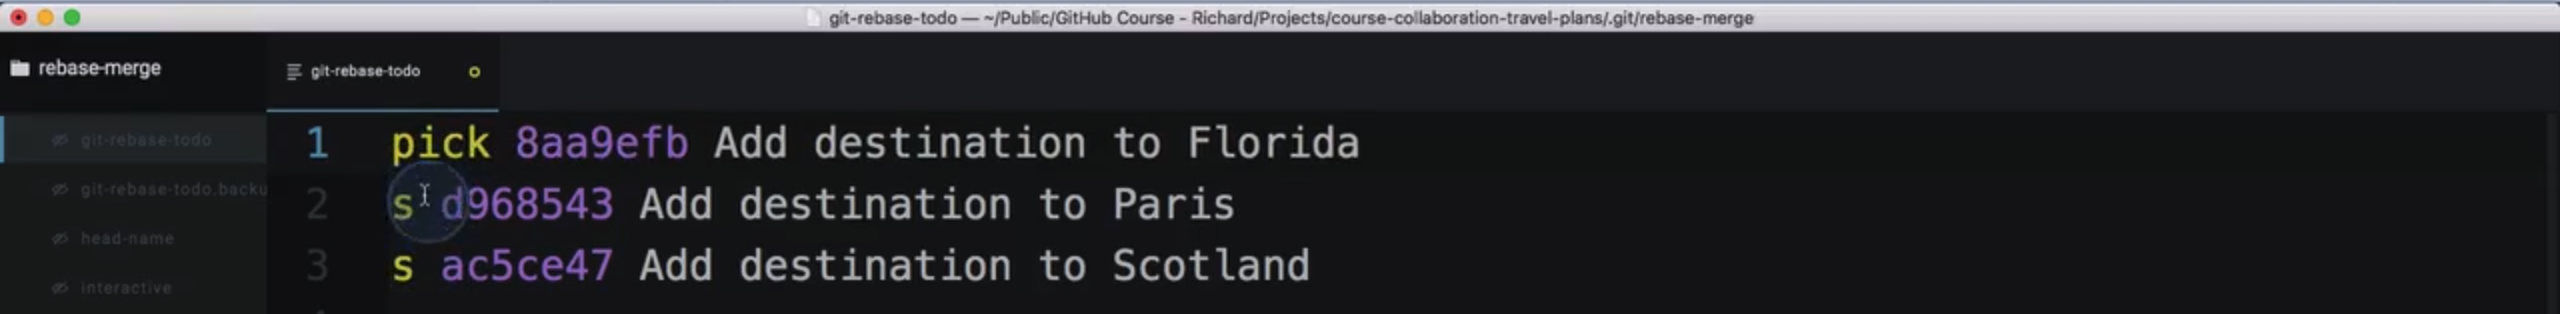 git-rebase-todo — ~/Public/GitHub Course - Richard/Projects/course-collaboration-travel-plans/.git/rebase-merge
rebase-merge
git-rebase-todo
git-rebase-todo
git-rebase-todo.backu
head-name
interactive
1 pick 8aa9efb Add destination to Florida
2 s d968543 Add destination to Paris
3 s ac5ce47 Add destination to Scotland